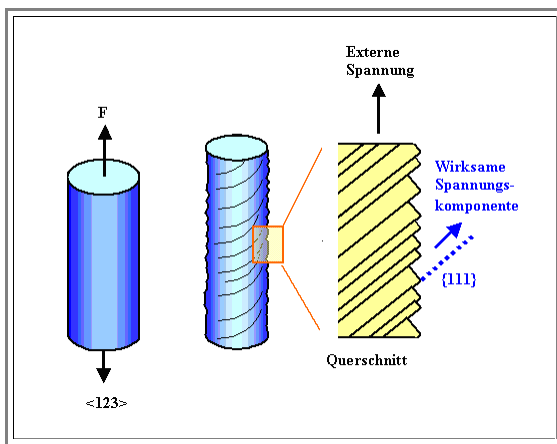 Externe
Spannung
F
Wirksame
Spannungs-
komponente
{111}
Querschnitt
<123>